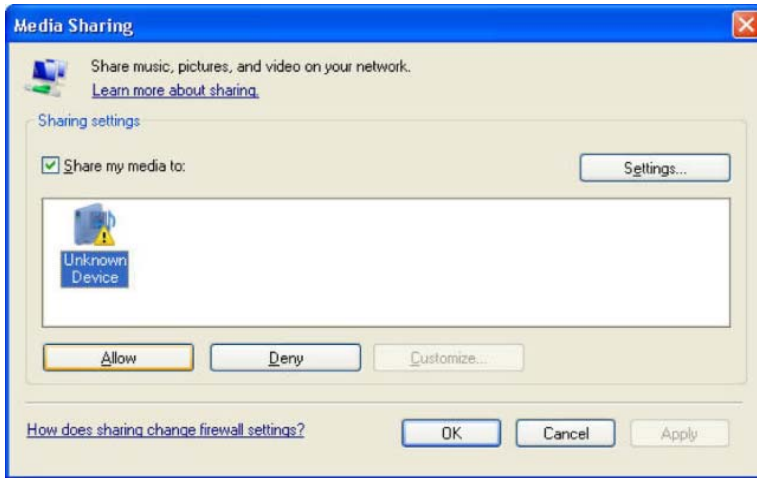 Media Sharing
Share music, pictures, and video on your network.
Learn more about sharing.
Sharing settings
Share my media to:
Settings...
Unknown
Device
Allow
Deny
Customize...
How does sharing change firewall settings?
OK
Cancel
Apply